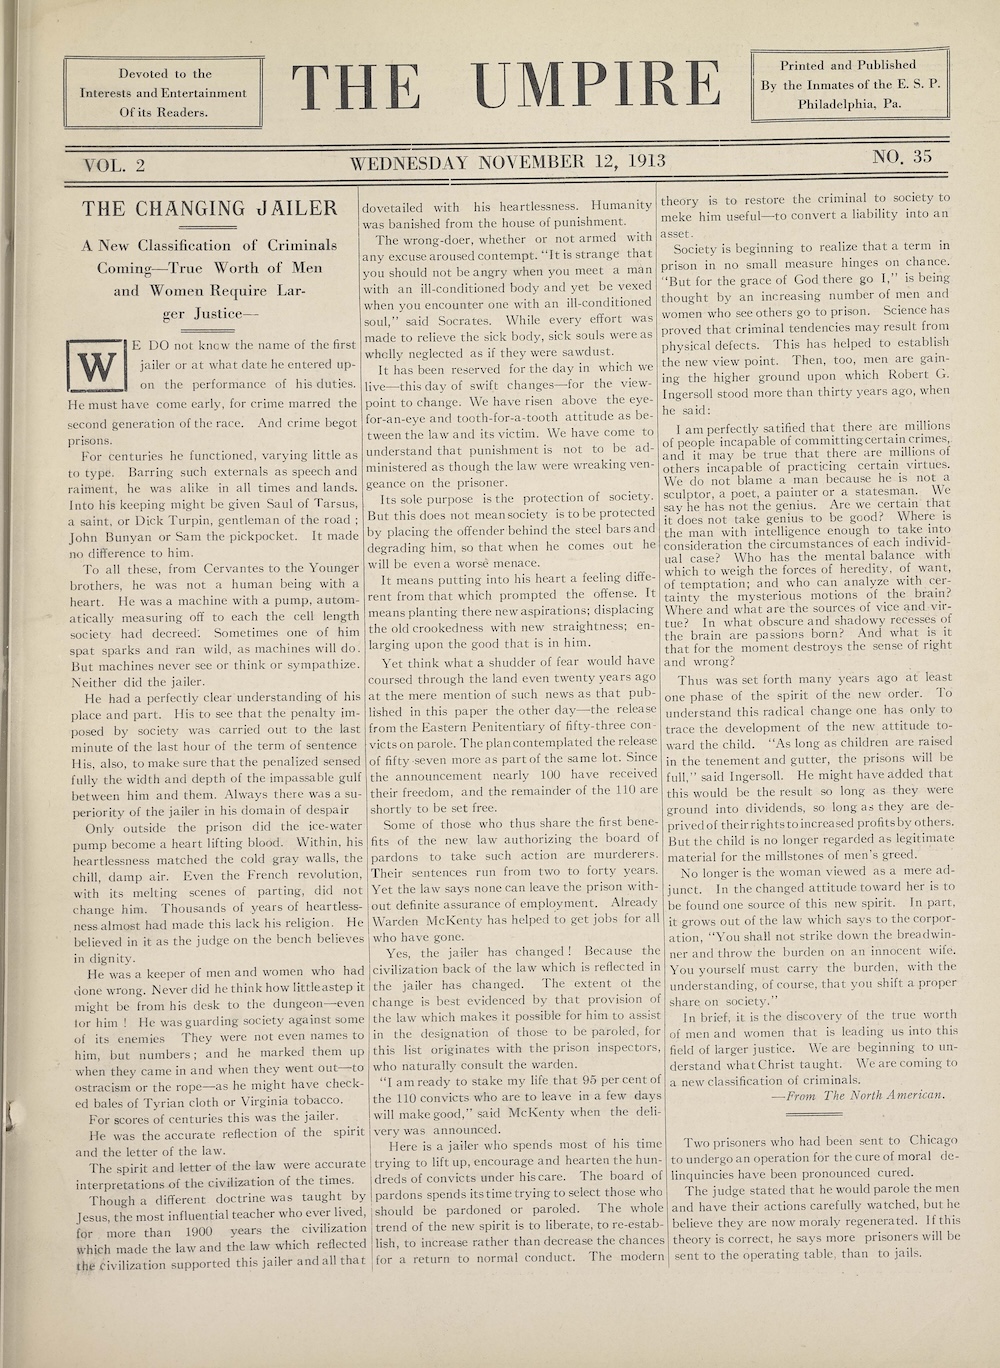 Devoted to the
Interests and Entertainment
Of its Readers.
THE UMPIRE
Printed and Published
By the Inmates of the E. S. P.
Philadelphia, Pa.
VOL. 2
WEDNESDAY NOVEMBER 12, 1913
NO. 35
THE CHANGING JAILER
A New Classification of Criminals
Coming—True Worth of Men
and Women Require Lar-
ger Justice—
WE DO not know the name of the first
jailer or at what date he entered up-
on the performance of his duties.
He must have come early, for crime marred the
second generation of the race. And crime begot
prisons.
For centuries he functioned, varying little as
to type. Barring such externals as speech and
raiment, he was alike in all times and lands.
Into his keeping might be given Saul of Tarsus,
a saint, or Dick Turpin, gentleman of the road ;
John Bunyan or Sam the pickpocket. It made
no difference to him.
To all these, from Cervantes to the Younger
brothers, he was not a human being with a
heart. He was a machine with a pump, autom-
atically measuring off to each the cell length
society had decreed. Sometimes one of him
spat sparks and ran wild, as machines will do.
But machines never see or think or sympathize.
Neither did the jailer.
He had a perfectly clear understanding of his
place and part. His to see that the penalty im-
posed by society was carried out to the last
minute of the last hour of the term of sentence
His, also, to make sure that the penalized sensed
fully the width and depth of the impassable gulf
between him and them. Always there was a su-
periority of the jailer in his domain of despair
Only outside the prison did the ice-water
pump become a heart lifting blood. Within, his
heartlessness matched the cold gray walls, the
chill, damp air. Even the French revolution,
with its melting scenes of parting, did not
change him. Thousands of years of heartless-
ness almost had made this lack his religion. He
believed in it as the judge on the bench believes
in dignity.
He was a keeper of men and women who had
done wrong. Never did he think how little a step it
might be from his desk to the dungeon—even
for him ! He was guarding society against some
of its enemies They were not even names to
him, but numbers ; and he marked them up
when they came in and when they went out—to
ostracism or the rope—as he might have check-
ed bales of Tyrian cloth or Virginia tobacco.
For scores of centuries this was the jailer.
He was the accurate reflection of the spirit
and the letter of the law.
The spirit and letter of the law were accurate
interpretations of the civilization of the times.
Though a different doctrine was taught by
Jesus, the most influential teacher who ever lived,
for more than 1900 years the civilization
which made the law and the law which reflected
the civilization supported this jailer and all that
dovetailed with his heartlessness. Humanity
was banished from the house of punishment.
The wrong-doer, whether or not armed with
any excuse aroused contempt. "It is strange that
you should not be angry when you meet a man
with an ill-conditioned body and yet be vexed
when you encounter one with an ill-conditioned
soul," said Socrates. While every effort was
made to relieve the sick body, sick souls were as
wholly neglected as if they were sawdust.
It has been reserved for the day in which we
live—this day of swift changes—for the view-
point to change. We have risen above the eye-
for-an-eye and tooth-for-a-tooth attitude as be-
tween the law and its victim. We have come to
understand that punishment is not to be ad-
ministered as though the law were wreaking ven-
geance on the prisoner.
Its sole purpose is the protection of society.
But this does not mean society is to be protected
by placing the offender behind the steel bars and
degrading him, so that when he comes out he
will be even a worse menace.
It means putting into his heart a feeling diffe-
rent from that which prompted the offense. It
means planting there new aspirations; displacing
the old crookedness with new straightness; en-
larging upon the good that is in him.
Yet think what a shudder of fear would have
coursed through the land even twenty years ago
at the mere mention of such news as that pub-
lished in this paper the other day—the release
from the Eastern Penitentiary of fifty-three con-
victs on parole. The plan contemplated the release
of fifty-seven more as part of the same lot. Since
the announcement nearly 100 have received
their freedom, and the remainder of the 110 are
shortly to be set free.
Some of those who thus share the first bene-
fits of the new law authorizing the board of
pardons to take such action are murderers.
Their sentences run from two to forty years.
Yet the law says none can leave the prison with-
out definite assurance of employment. Already
Warden McKenty has helped to get jobs for all
who have gone.
Yes, the jailer has changed ! Because the
civilization back of the law which is reflected in
the jailer has changed. The extent of the
change is best evidenced by that provision of
the law which makes it possible for him to assist
in the designation of those to be paroled, for
this list originates with the prison inspectors,
who naturally consult the warden.
"I am ready to stake my life that 95 per cent of
the 110 convicts who are to leave in a few days
will make good," said McKenty when the deli-
very was announced.
Here is a jailer who spends most of his time
trying to lift up, encourage and hearten the hun-
dreds of convicts under his care. The board of
pardons spends its time trying to select those who
should be pardoned or paroled. The whole
trend of the new spirit is to liberate, to re-estab-
lish, to increase rather than decrease the chances
for a return to normal conduct. The modern
theory is to restore the criminal to society to
meke him useful—to convert a liability into an
asset.
Society is beginning to realize that a term in
prison in no small measure hinges on chance.
"But for the grace of God there go I," is being
thought by an increasing number of men and
women who see others go to prison. Science has
proved that criminal tendencies may result from
physical defects. This has helped to establish
the new view point. Then, too, men are gain-
ing the higher ground upon which Robert G.
Ingersoll stood more than thirty years ago, when
he said:
I am perfectly satified that there are millions
of people incapable of committing certain crimes,
and it may be true that there are millions of
others incapable of practicing certain virtues.
We do not blame a man because he is not a
sculptor, a poet, a painter or a statesman. We
say he has not the genius. Are we certain that
it does not take genius to be good? Where is
the man with intelligence enough to take into
consideration the circumstances of each individ-
ual case? Who has the mental balance with
which to weigh the forces of heredity, of want,
of temptation; and who can analyze with cer-
tainty the mysterious motions of the brain?
Where and what are the sources of vice and vir-
tue? In what obscure and shadowy recesses of
the brain are passions born? And what is it
that for the moment destroys the sense of right
and wrong?
Thus was set forth many years ago at least
one phase of the spirit of the new order. To
understand this radical change one has only to
trace the development of the new attitude to-
ward the child. "As long as children are raised
in the tenement and gutter, the prisons will be
full," said Ingersoll. He might have added that
this would be the result so long as they were
ground into dividends, so long as they are de-
prived of their rights to increased profits by others.
But the child is no longer regarded as legitimate
material for the millstones of men's greed.
No longer is the woman viewed as a mere ad-
junct. In the changed attitude toward her is to
be found one source of this new spirit. In part,
it grows out of the law which says to the corpor-
ation, "You shall not strike down the breadwin-
ner and throw the burden on an innocent wife.
You yourself must carry the burden, with the
understanding, of course, that you shift a proper
share on society."
In brief, it is the discovery of the true worth
of men and women that is leading us into this
field of larger justice. We are beginning to un-
derstand what Christ taught. We are coming to
a new classification of criminals.
—From The North American.
Two prisoners who had been sent to Chicago
to undergo an operation for the cure of moral de-
linquincies have been pronounced cured.
The judge stated that he would parole the men
and have their actions carefully watched, but he
believe they are now moraly regenerated. If this
theory is correct, he says more prisoners will be
sent to the operating table, than to jails.